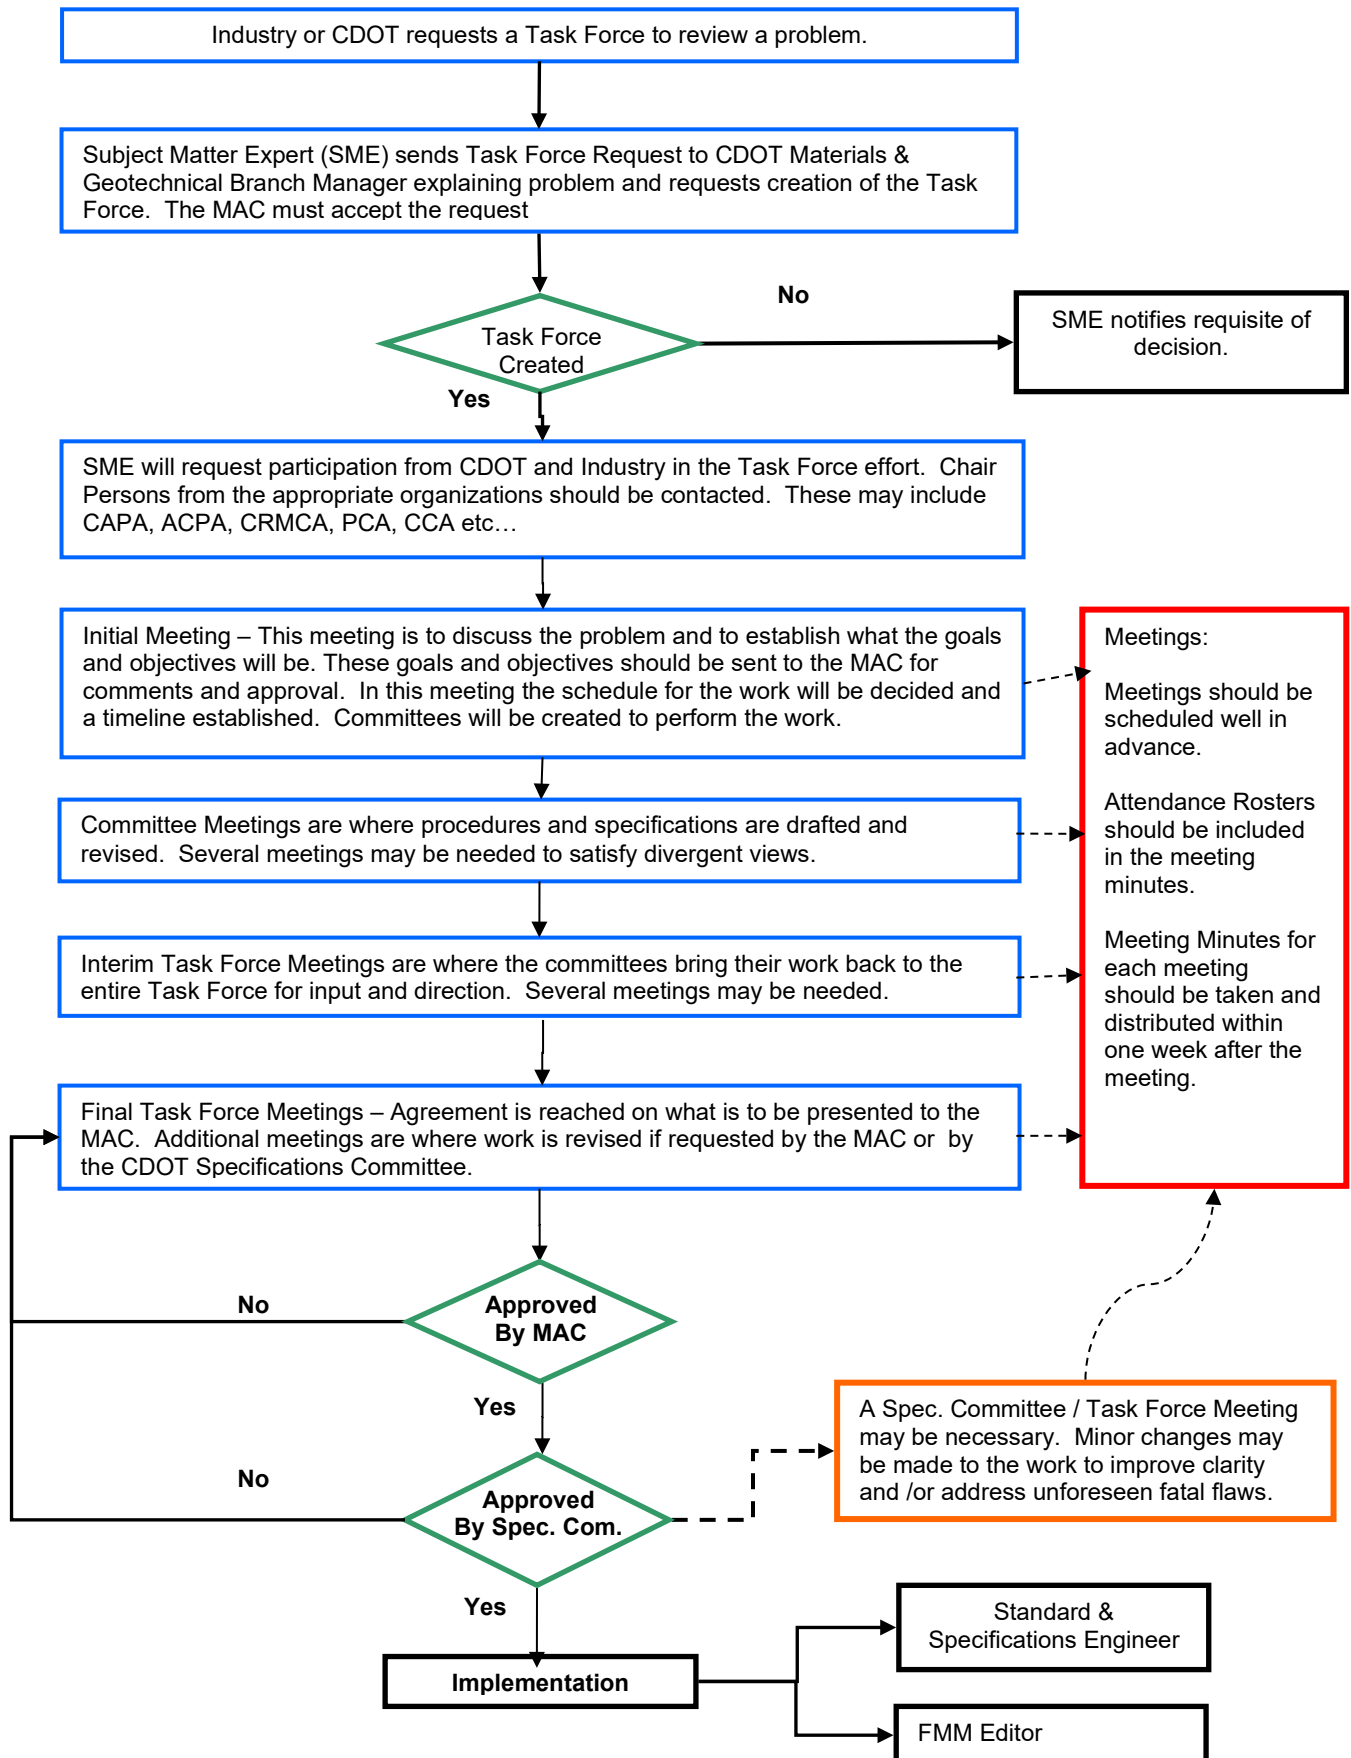 Industry or CDOT requests a Task Force to review a problem.
Subject Matter Expert (SME) sends Task Force Request to CDOT Materials &
Geotechnical Branch Manager explaining problem and requests creation of the Task
Force.  The MAC must accept the request
No
Task Force
Created
SME notifies requisite of
decision.
Yes
SME will request participation from CDOT and Industry in the Task Force effort.  Chair
Persons from the appropriate organizations should be contacted.  These may include
CAPA, ACPA, CRMCA, PCA, CCA etc…
Initial Meeting – This meeting is to discuss the problem and to establish what the goals
and objectives will be. These goals and objectives should be sent to the MAC for
comments and approval.  In this meeting the schedule for the work will be decided and
a timeline established.  Committees will be created to perform the work.
Meetings:
Meetings should be
scheduled well in
advance.
Attendance Rosters
should be included
in the meeting
minutes.
Meeting Minutes for
each meeting
should be taken and
distributed within
one week after the
meeting.
Committee Meetings are where procedures and specifications are drafted and
revised.  Several meetings may be needed to satisfy divergent views.
Interim Task Force Meetings are where the committees bring their work back to the
entire Task Force for input and direction.  Several meetings may be needed.
Final Task Force Meetings – Agreement is reached on what is to be presented to the
MAC.  Additional meetings are where work is revised if requested by the MAC or  by
the CDOT Specifications Committee.
No
Approved
By MAC
Yes
A Spec. Committee / Task Force Meeting
may be necessary.  Minor changes may
be made to the work to improve clarity
and /or address unforeseen fatal flaws.
No
Approved
By Spec. Com.
Yes
Standard &
Specifications Engineer
Implementation
FMM Editor